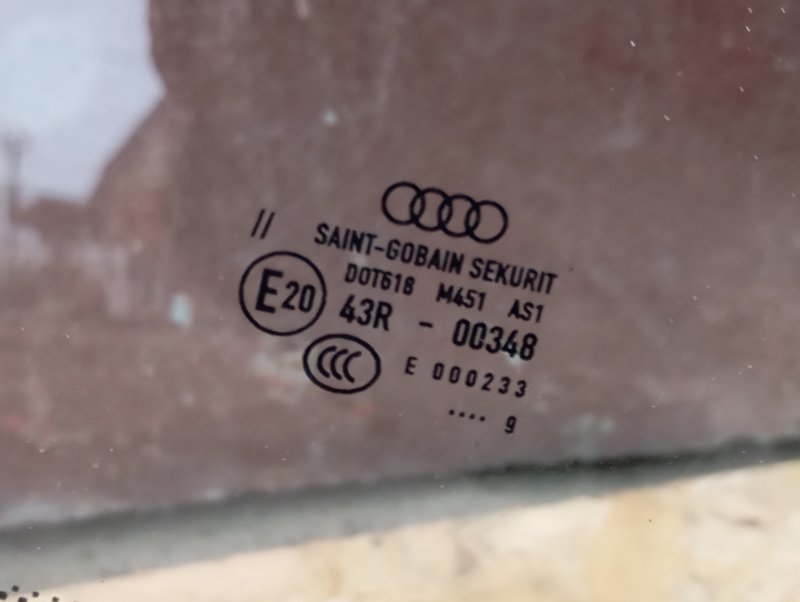 //
SAINT-GOBAIN SEKURIT
DOT618 M451 AS1
E20 43R - 00348
CCC E 000233
.... 9